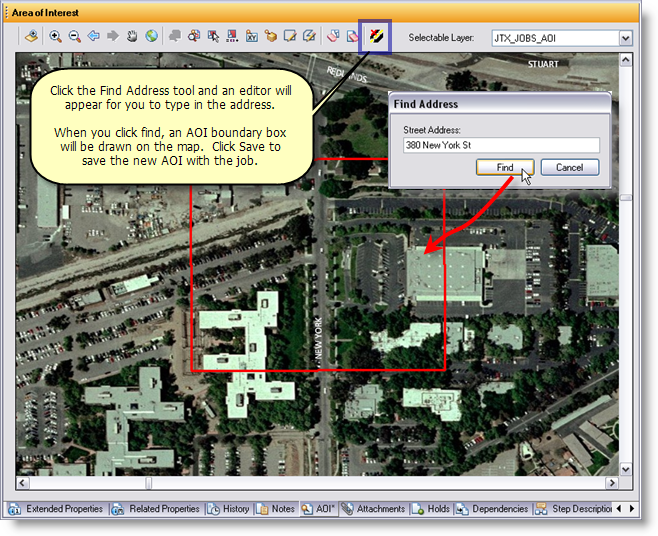 Area of Interest
XY
Selectable Layer:
JTX_JOBS_AOI
STUART
REDLANDS
Click the Find Address tool and an editor will
appear for you to type in the address.
When you click find, an AOI boundary box
will be drawn on the map. Click Save to
save the new AOI with the job.
Find Address
Street Address:
380 New York St
Find
Cancel
NEW YORK
Extended Properties
Related Properties
History
Notes
AOI*
Attachments
Holds
Dependencies
Step Description